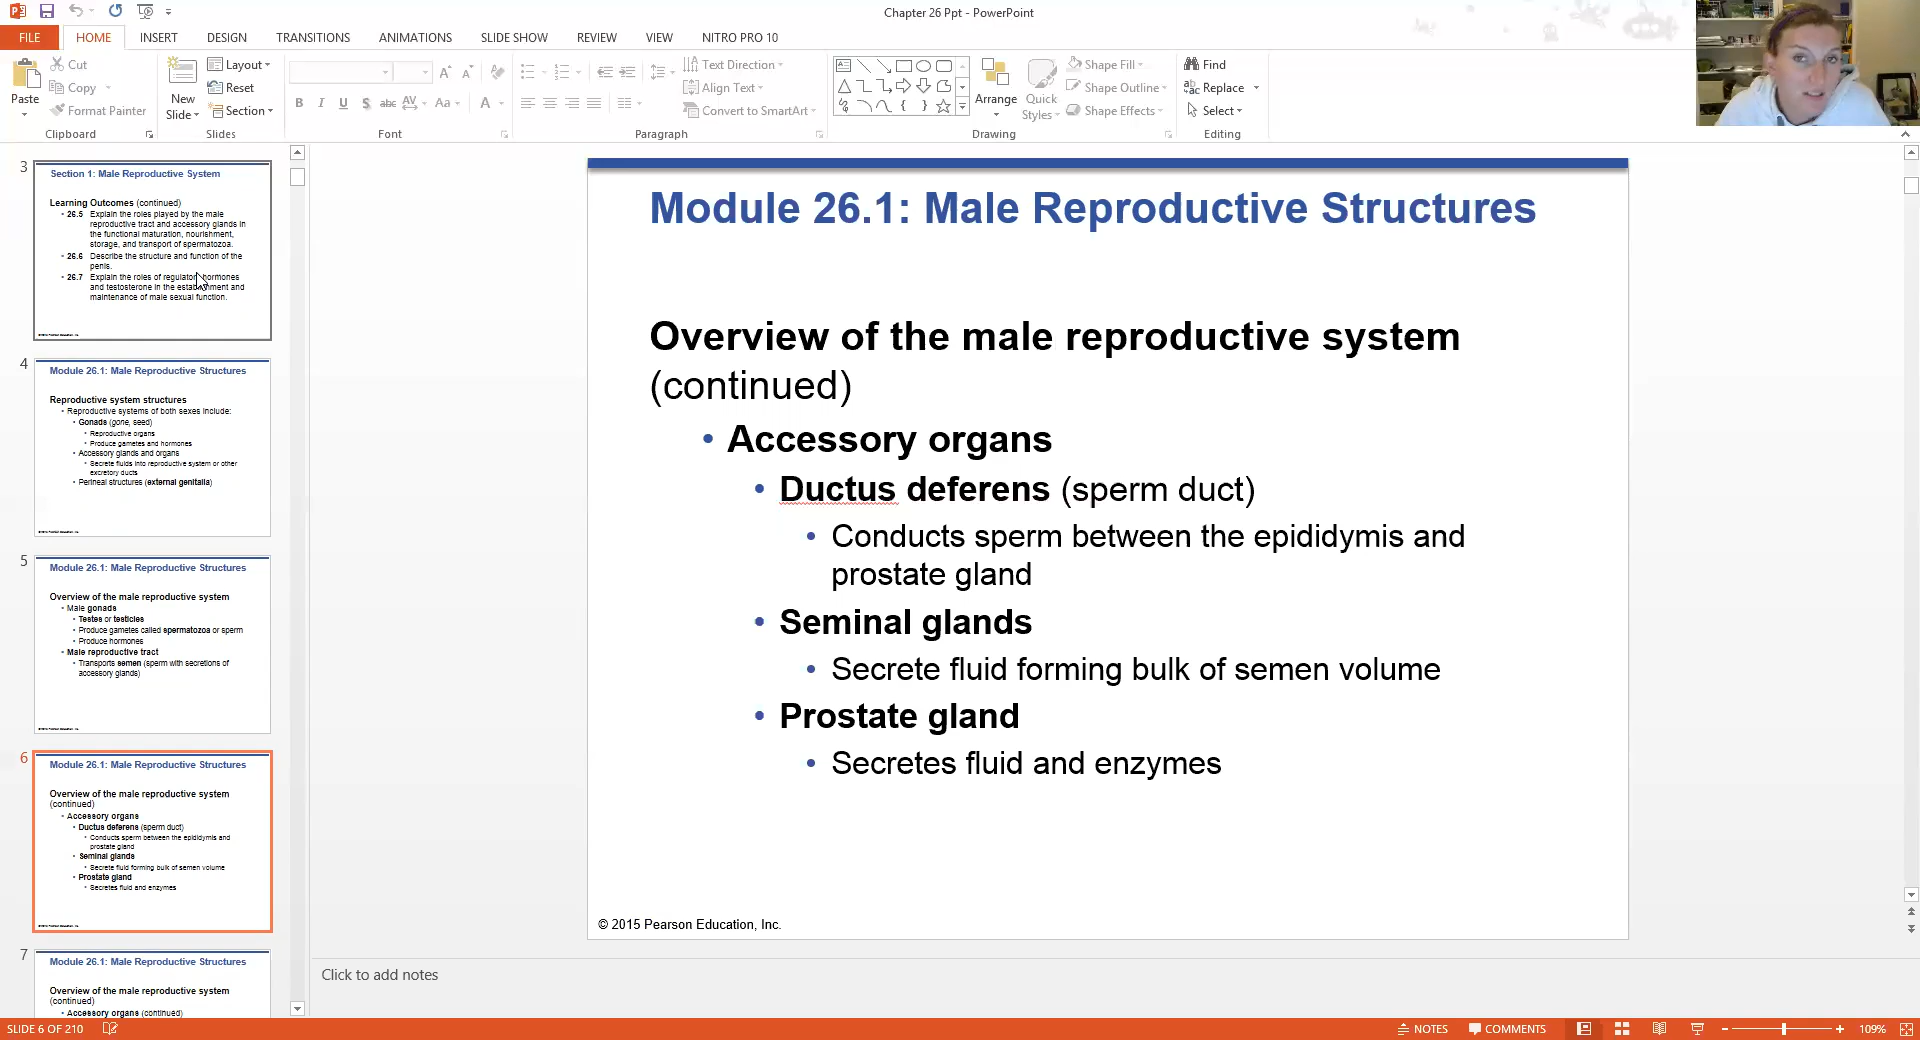 Chapter 26 Ppt - PowerPoint
FILE HOME INSERT DESIGN TRANSITIONS ANIMATIONS SLIDE SHOW REVIEW VIEW NITRO PRO 10
Paste
Cut
Copy
Format Painter
Clipboard
New
Slide
Layout
Reset
Section
Slides
B I U S abc AV Aa A
Font
Text Direction
Align Text
Convert to SmartArt
Paragraph
Arrange
Quick
Styles
Shape Fill
Shape Outline
Shape Effects
Drawing
Find
Replace
Select
Editing
3
Section 1: Male Reproductive System
Learning Outcomes (continued)
• 26.5 Explain the roles played by the male
reproductive tract and accessory glands in
the functional maturation, nourishment,
storage, and transport of spermatozoa.
• 26.6 Describe the structure and function of the
penis.
• 26.7 Explain the roles of regulatory hormones
and testosterone in the establishment and
maintenance of male sexual function.
4
Module 26.1: Male Reproductive Structures
Reproductive system structures
• Reproductive systems of both sexes include:
• Gonads (gone, seed)
• Reproductive organs
• Produce gametes and hormones
• Accessory glands and organs
• Secrete fluids into reproductive system or other
excretory ducts
• Perineal structures (external genitalia)
5
Module 26.1: Male Reproductive Structures
Overview of the male reproductive system
• Male gonads
• Testes or testicles
• Produce gametes called spermatozoa or sperm
• Produce hormones
• Male reproductive tract
• Transports semen (sperm with secretions of
accessory glands)
6
Module 26.1: Male Reproductive Structures
Overview of the male reproductive system
(continued)
• Accessory organs
• Ductus deferens (sperm duct)
• Conducts sperm between the epididymis and
prostate gland
• Seminal glands
• Secrete fluid forming bulk of semen volume
• Prostate gland
• Secretes fluid and enzymes
7
Module 26.1: Male Reproductive Structures
Overview of the male reproductive system
(continued)
• Accessory organs (continued)
Module 26.1: Male Reproductive Structures
Overview of the male reproductive system
(continued)
• Accessory organs
• Ductus deferens (sperm duct)
• Conducts sperm between the epididymis and
prostate gland
• Seminal glands
• Secrete fluid forming bulk of semen volume
• Prostate gland
• Secretes fluid and enzymes
© 2015 Pearson Education, Inc.
Click to add notes
SLIDE 6 OF 210
NOTES COMMENTS 109%